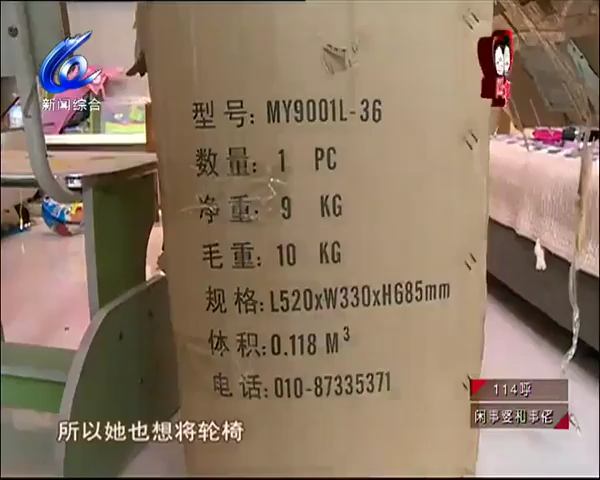 新闻综合
型号: MY9001L-36
数量: 1 PC
净重: 9 KG
毛重: 10 KG
规格: L520xW330xH685mm
体积: 0.118 M³
电话: 010-87335371
114呼
闲事婆和事佬
所以她也想将轮椅